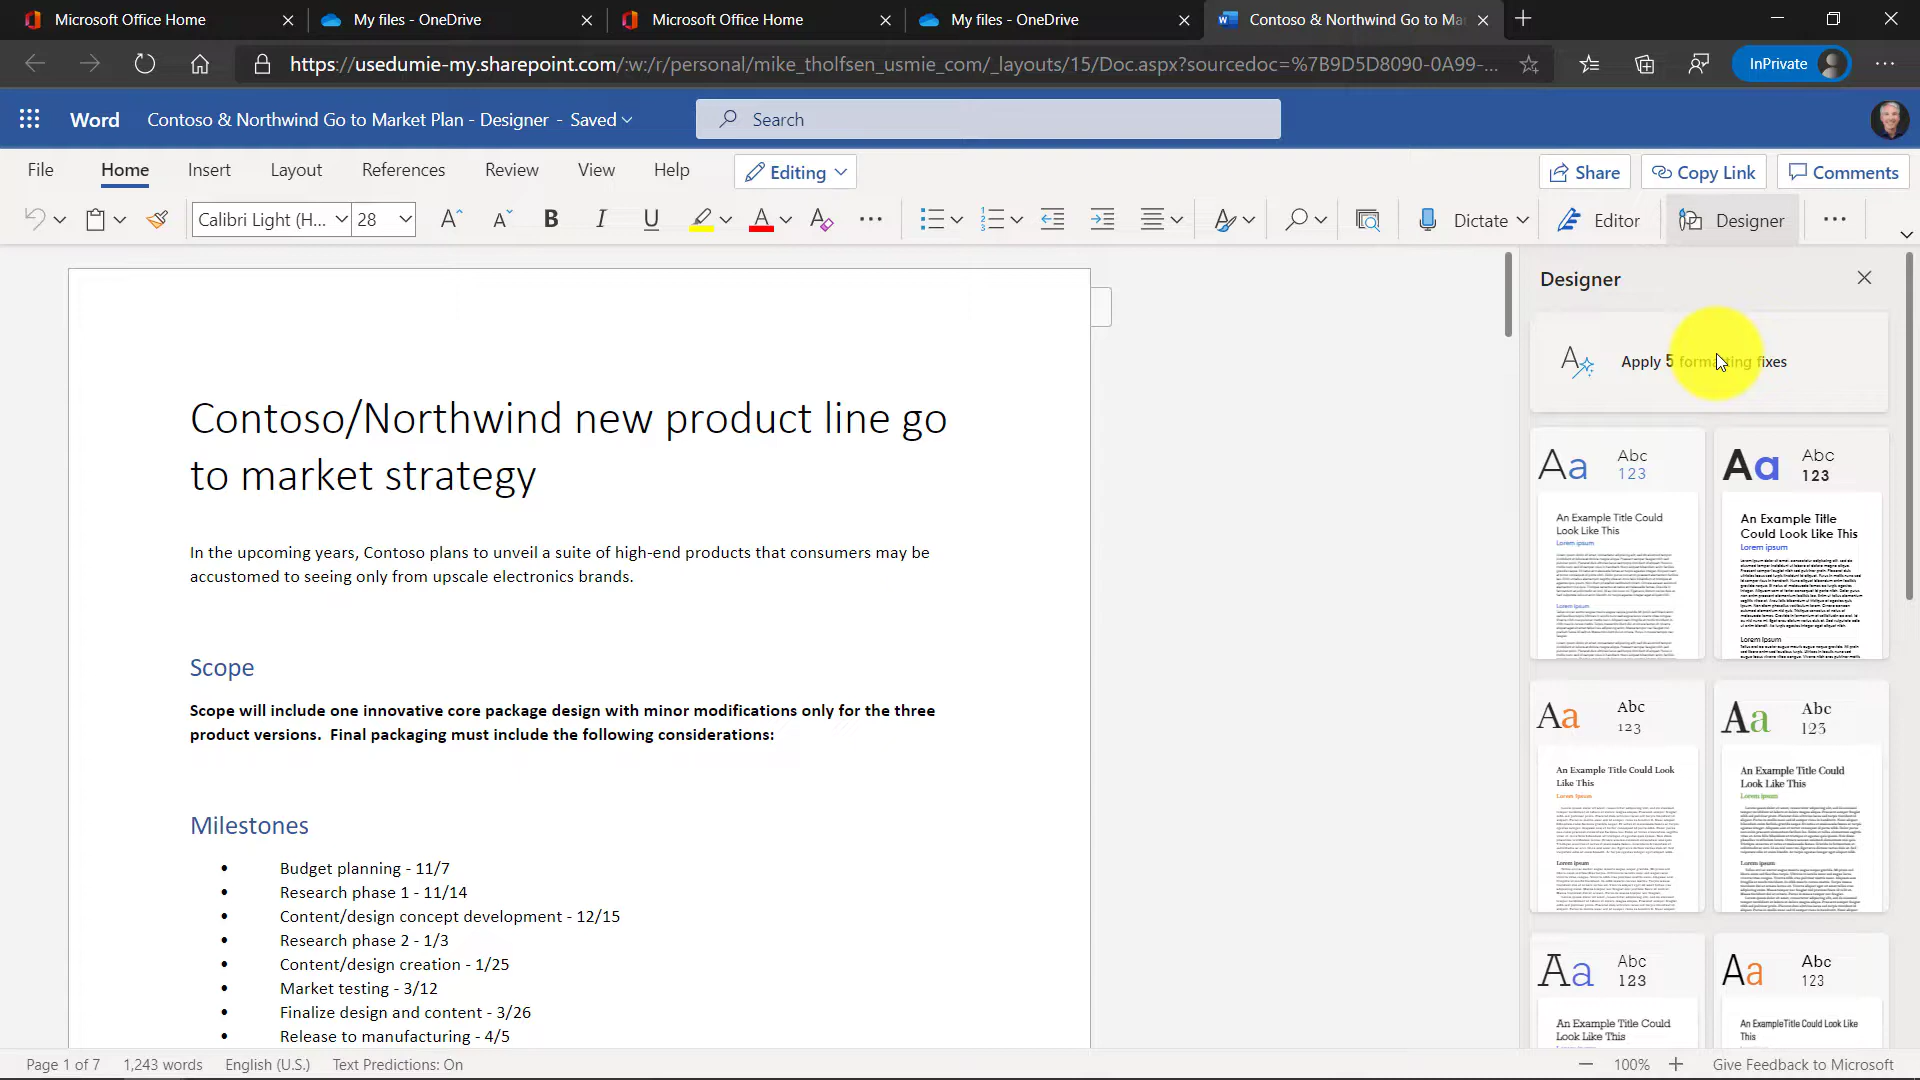 Microsoft Office Home
My files - OneDrive
Microsoft Office Home
My files - OneDrive
Contoso & Northwind Go to Ma
https://usedumie-my.sharepoint.com/:w:/r/personal/mike_tholfsen_usmie_com/_layouts/15/Doc.aspx?sourcedoc=%7B9D5D8090-0A99-...
InPrivate
Word
Contoso & Northwind Go to Market Plan - Designer - Saved
Search
File
Home
Insert
Layout
References
Review
View
Help
Editing
Share
Copy Link
Comments
Calibri Light (H...
28
Dictate
Editor
Designer
Contoso/Northwind new product line go
to market strategy
In the upcoming years, Contoso plans to unveil a suite of high-end products that consumers may be
accustomed to seeing only from upscale electronics brands.
Scope
Scope will include one innovative core package design with minor modifications only for the three
product versions.  Final packaging must include the following considerations:
Milestones
• Budget planning - 11/7
• Research phase 1 - 11/14
• Content/design concept development - 12/15
• Research phase 2 - 1/3
• Content/design creation - 1/25
• Market testing - 3/12
• Finalize design and content - 3/26
• Release to manufacturing - 4/5
Designer
Apply 5 formatting fixes
Aa Abc
123
An Example Title Could
Look Like This
Lorem ipsum
Lorem ipsum
Aa Abc
123
An Example Title
Could Look Like This
Lorem ipsum
Lorem ipsum
Aa Abc
123
An Example Title Could Look
Like This
Lorem ipsum
Lorem ipsum
Aa Abc
123
An Example Title Could
Look Like This
Lorem ipsum
Lorem ipsum
Aa Abc
123
An Example Title Could
Look Like This
Aa Abc
123
An Example Title Could Look Like
This
Page 1 of 7
1,243 words
English (U.S.)
Text Predictions: On
100%
Give Feedback to Microsoft